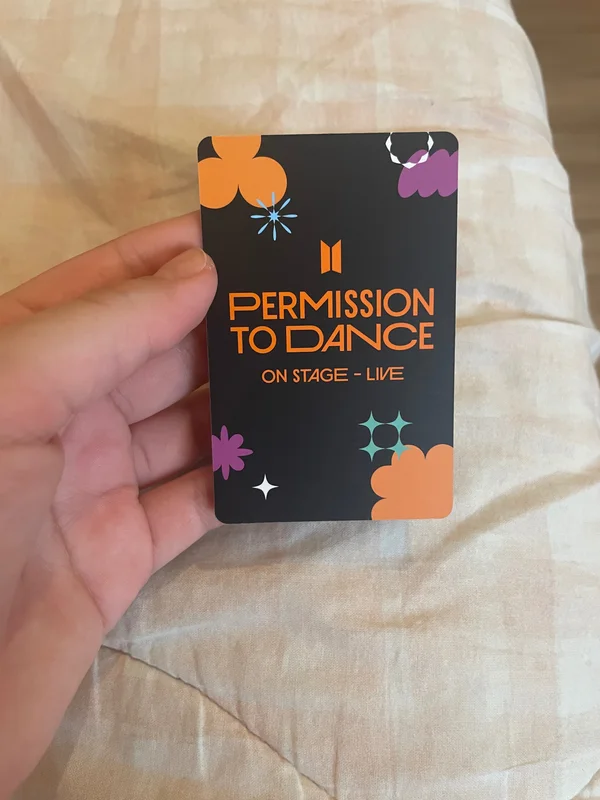 PERMISSION
TO DANCE
ON STAGE - LIVE